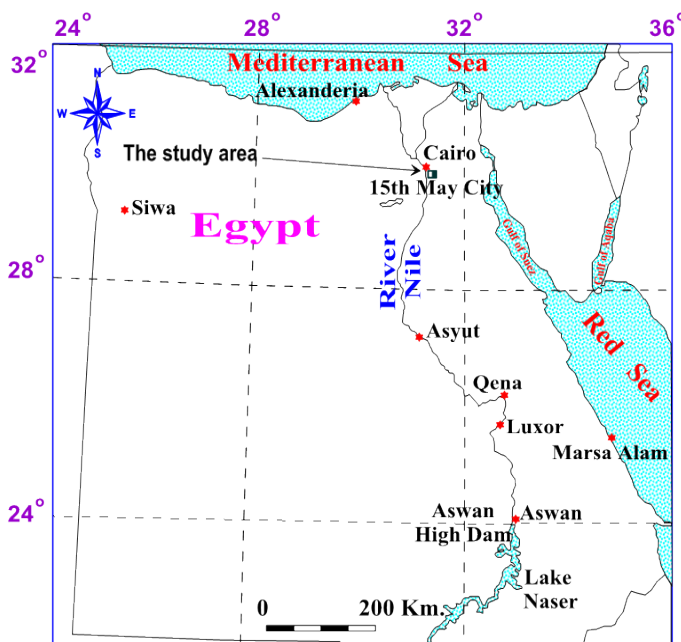 24° 28° 32° 36°
32°
Mediterranean Sea
Alexanderia
N
W E
S
The study area
Cairo
15th May City
Siwa
Egypt
Gulf of Suez
Gulf of Aqaba
28°
River
Nile
Red Sea
Asyut
Qena
Luxor
Marsa Alam
24°
Aswan
High Dam
Aswan
Lake
Naser
0 200 Km.